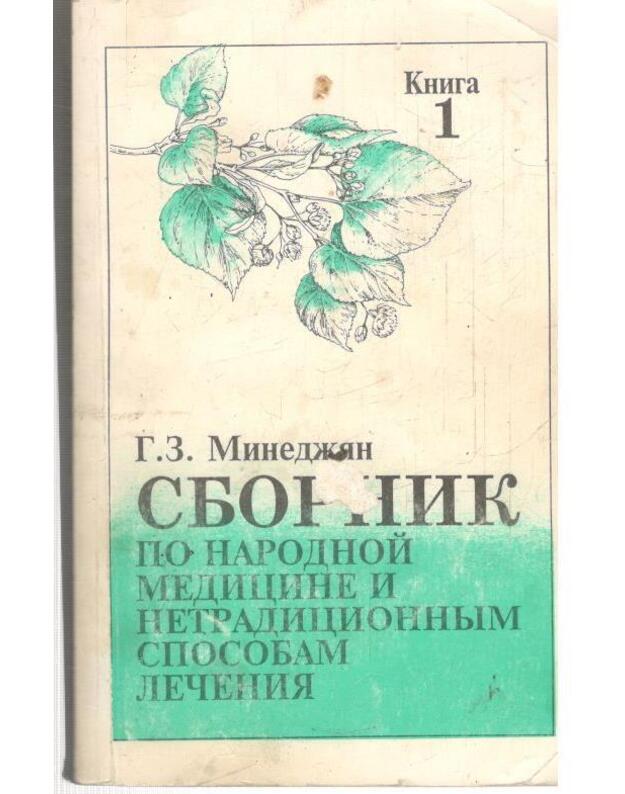 Книга
1
Г.З. Минеджян
СБОРНИК
ПО НАРОДНОЙ
МЕДИЦИНЕ И
НЕТРАДИЦИОННЫМ
СПОСОБАМ
ЛЕЧЕНИЯ